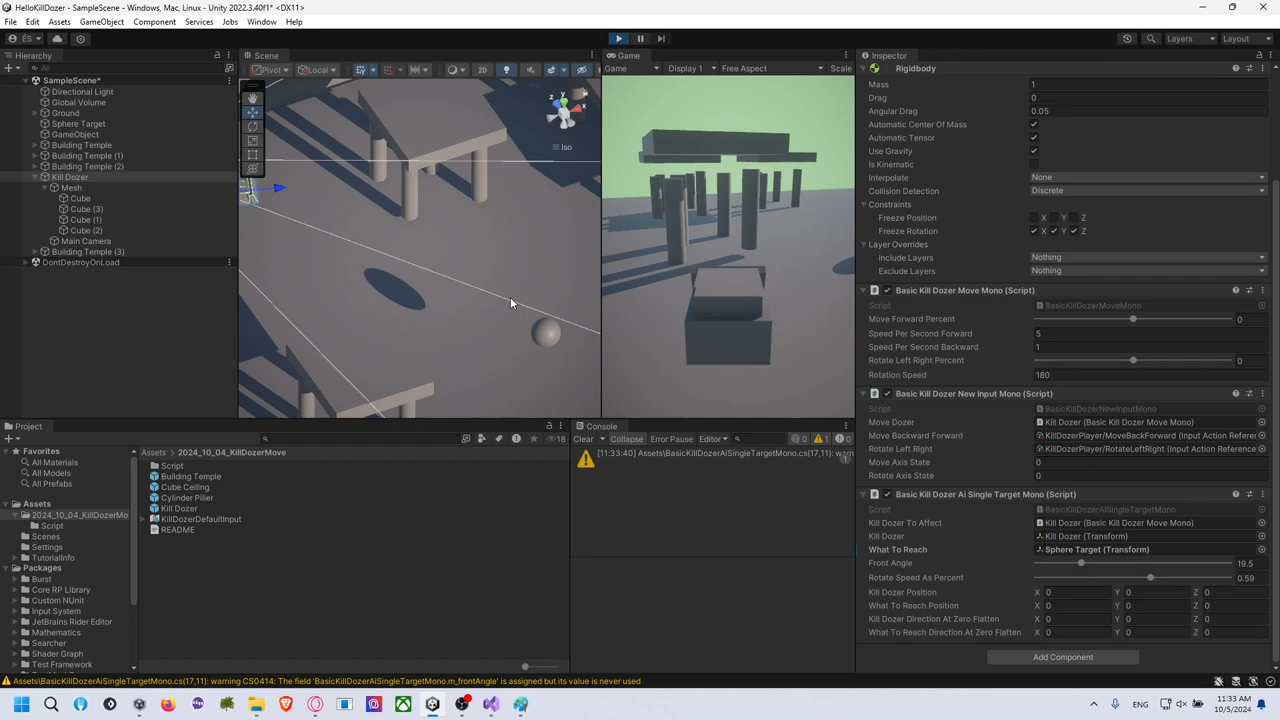 HelloKillDozer - SampleScene - Windows, Mac, Linux - Unity 2022.3.40f1* <DX11>
File Edit Assets GameObject Component Services Jobs Window Help
ÉS
Layers Layout
Hierarchy
All
SampleScene*
Directional Light
Global Volume
Ground
Sphere Target
GameObject
Building Temple
Building Temple (1)
Building Temple (2)
Kill Dozer
Mesh
Cube
Cube (3)
Cube (1)
Cube (2)
Main Camera
Building Temple (3)
DontDestroyOnLoad
Scene
Pivot Local 2D
y
z x
Iso
Game
Game Display 1 Free Aspect Scale
Inspector
Rigidbody
Mass 1
Drag 0
Angular Drag 0.05
Automatic Center Of Mass
Automatic Tensor
Use Gravity
Is Kinematic
Interpolate None
Collision Detection Discrete
Constraints
Freeze Position X Y Z
Freeze Rotation X Y Z
Layer Overrides
Include Layers Nothing
Exclude Layers Nothing
Basic Kill Dozer Move Mono (Script)
Script BasicKillDozerMoveMono
Move Forward Percent 0
Speed Per Second Forward 5
Speed Per Second Backward 1
Rotate Left Right Percent 0
Rotation Speed 180
Basic Kill Dozer New Input Mono (Script)
Script BasicKillDozerNewInputMono
Move Dozer Kill Dozer (Basic Kill Dozer Move Mono)
Move Backward Forward KillDozerPlayer/MoveBackForward (Input Action Referen
Rotate Left Right KillDozerPlayer/RotateLeftRight (Input Action Reference
Move Axis State 0
Rotate Axis State 0
Basic Kill Dozer Ai Single Target Mono (Script)
Script BasicKillDozerAiSingleTargetMono
Kill Dozer To Affect Kill Dozer (Basic Kill Dozer Move Mono)
Kill Dozer Kill Dozer (Transform)
What To Reach Sphere Target (Transform)
Front Angle 19.5
Rotate Speed As Percent 0.59
Kill Dozer Position X 0 Y 0 Z 0
What To Reach Position X 0 Y 0 Z 0
Kill Dozer Direction At Zero Flatten X 0 Y 0 Z 0
What To Reach Direction At Zero Flatten X 0 Y 0 Z 0
Add Component
Project
18
Favorites
All Materials
All Models
All Prefabs
Assets
2024_10_04_KillDozerMo
Script
Scenes
Settings
TutorialInfo
Packages
Burst
Core RP Library
Custom NUnit
Input System
JetBrains Rider Editor
Mathematics
Searcher
Shader Graph
Test Framework
Assets > 2024_10_04_KillDozerMove
Script
Building Temple
Cube Ceiling
Cylinder Pilier
Kill Dozer
KillDozerDefaultInput
README
Console
Clear Collapse Error Pause Editor 0 1 0
[11:33:40] Assets\BasicKillDozerAiSingleTargetMono.cs(17,11): warn 1
Assets\BasicKillDozerAiSingleTargetMono.cs(17,11): warning CS0414: The field 'BasicKillDozerAiSingleTargetMono.m_frontAngle' is assigned but its value is never used
11:33 AM
10/5/2024